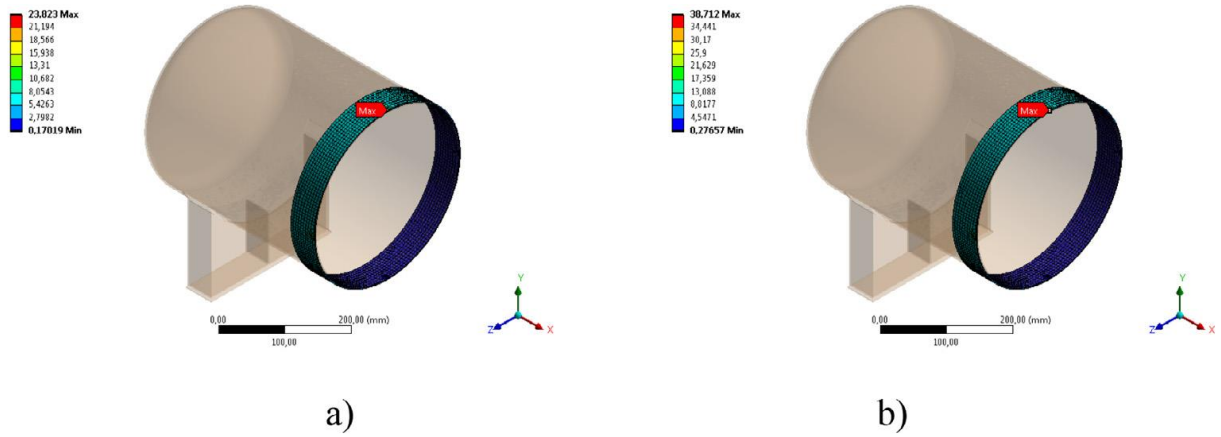 23,823 Max
21,194
18,566
15,938
13,31
10,682
8,0543
5,4263
2,7982
0,17019 Min
Max
0,00
200,00 (mm)
100,00
Y
Z
X
a)
38,712 Max
34,441
30,17
25,9
21,629
17,359
13,088
8,8177
4,5471
0,27657 Min
Max
0,00
200,00 (mm)
100,00
Y
Z
X
b)